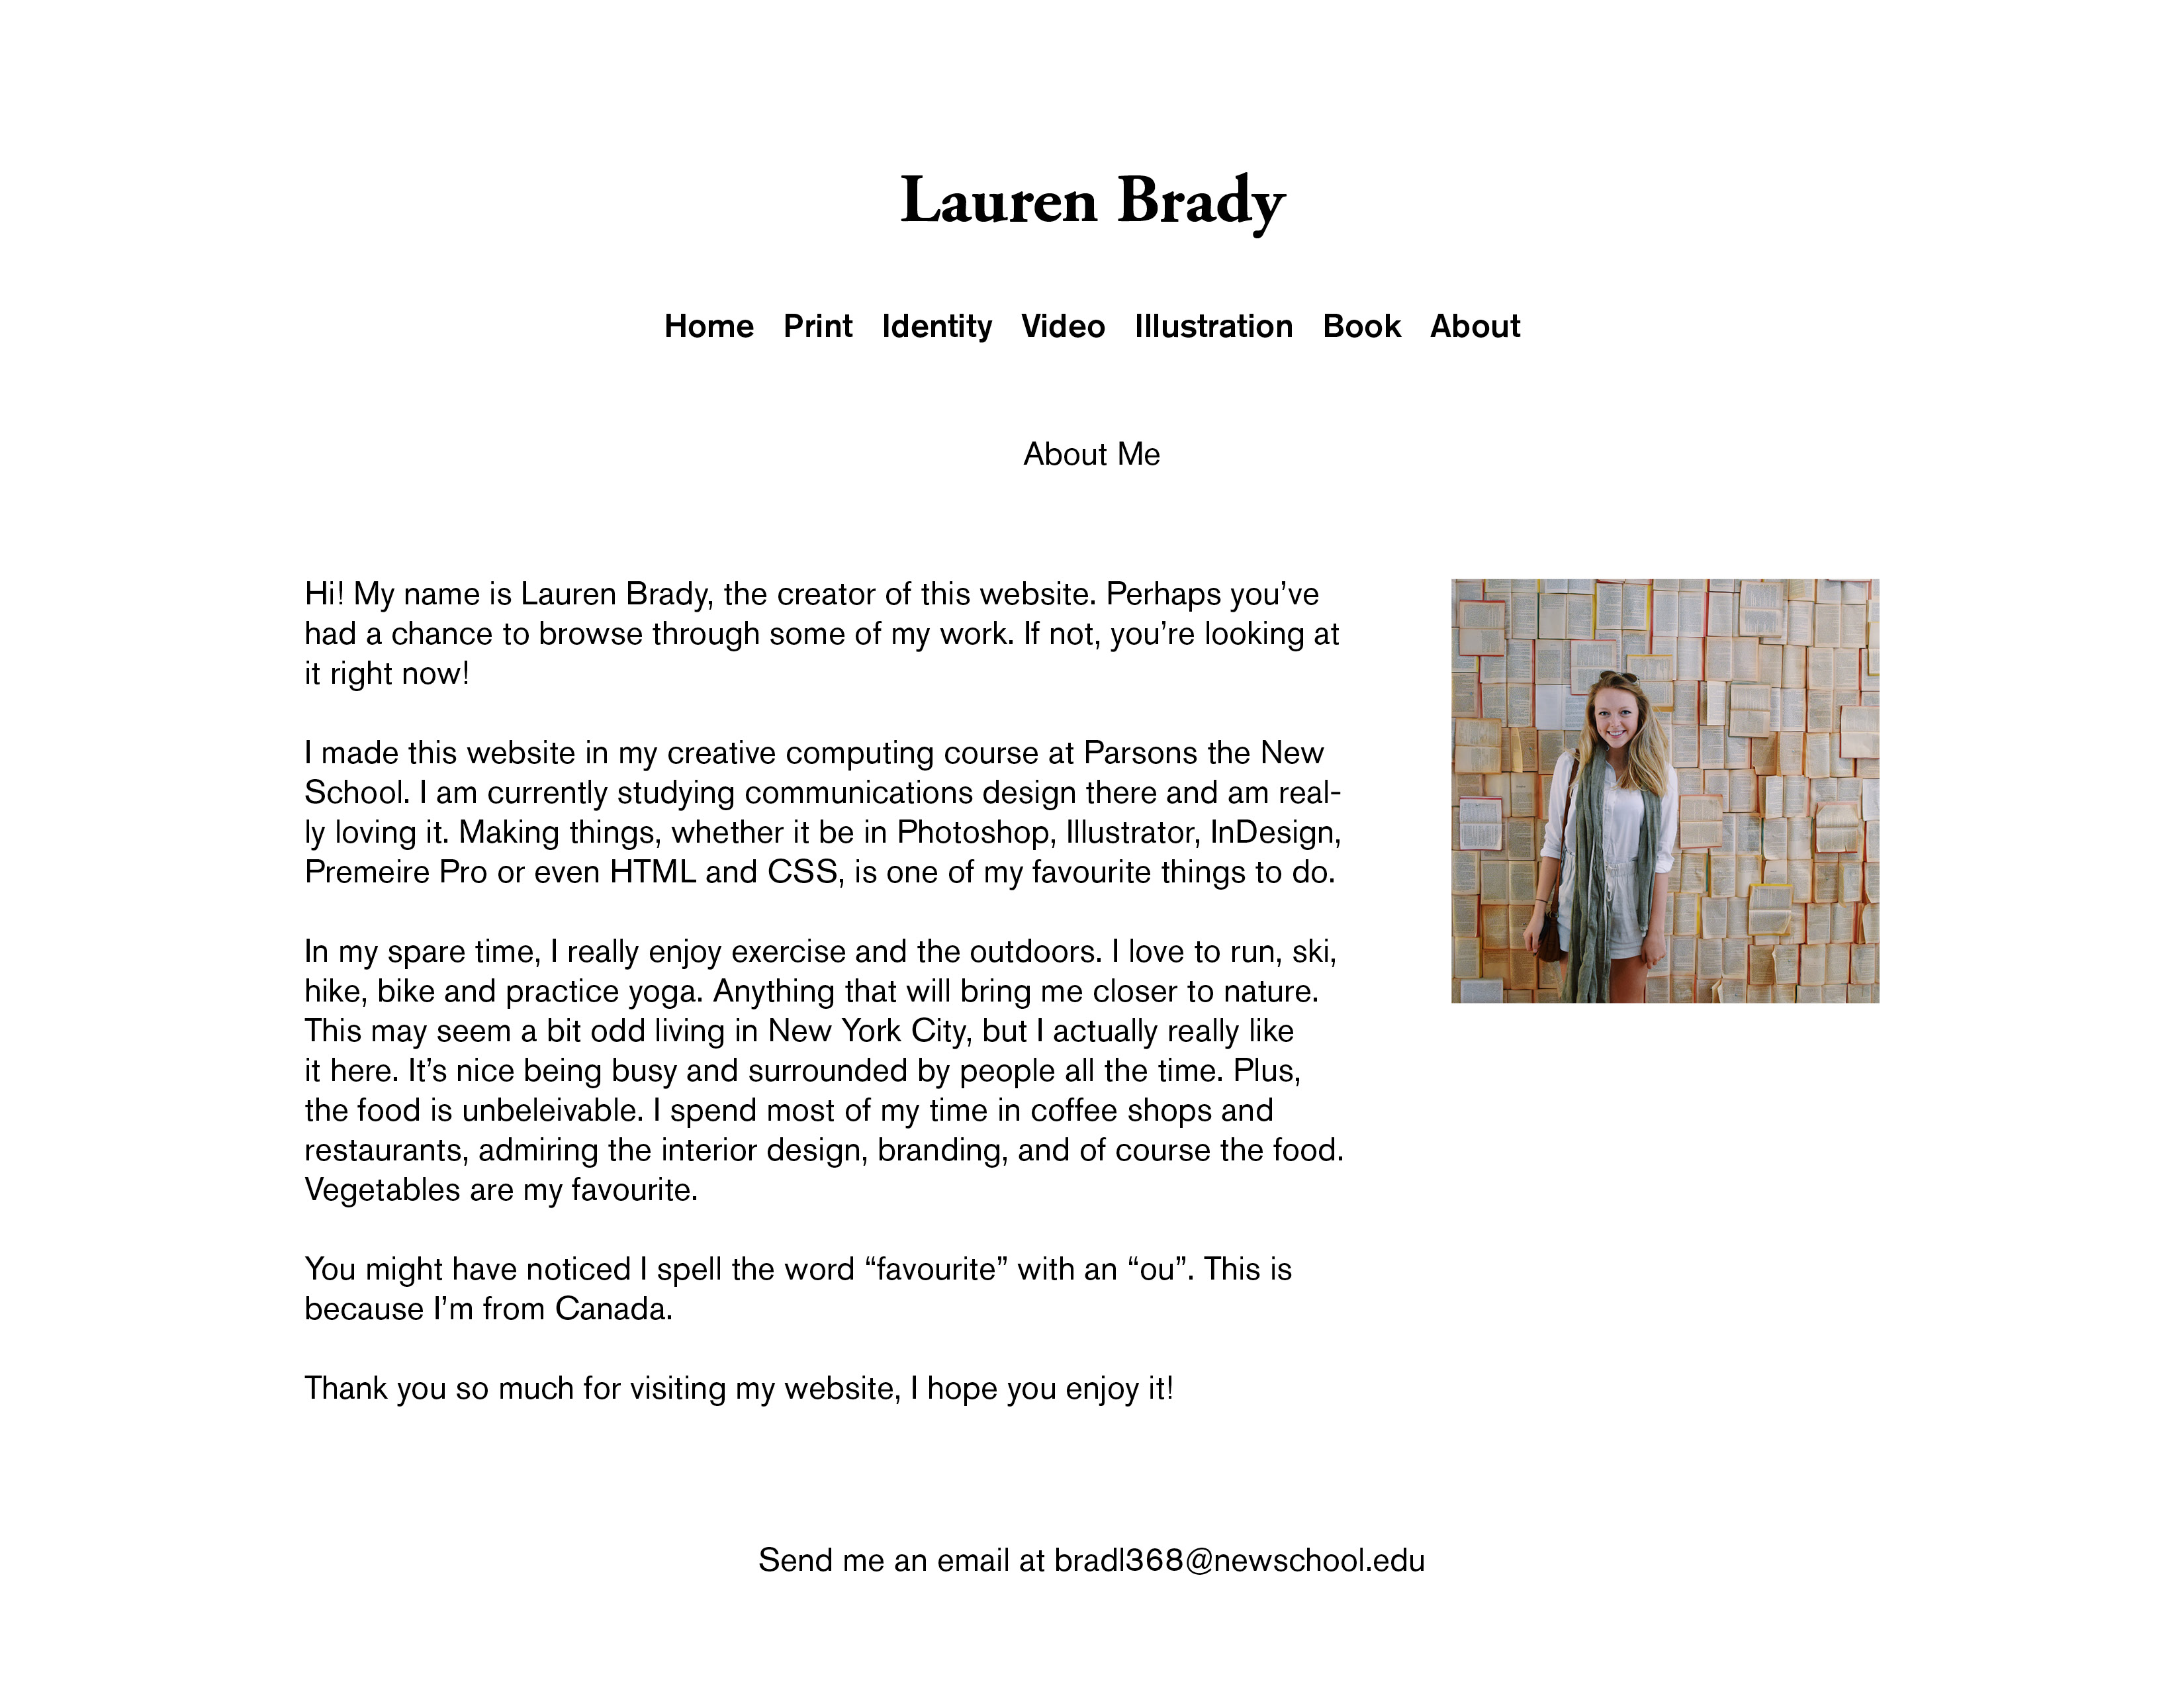 Lauren Brady
Home Print Identity Video Illustration Book About
About Me
Hi! My name is Lauren Brady, the creator of this website. Perhaps you’ve
had a chance to browse through some of my work. If not, you’re looking at
it right now!
I made this website in my creative computing course at Parsons the New
School. I am currently studying communications design there and am real-
ly loving it. Making things, whether it be in Photoshop, Illustrator, InDesign,
Premeire Pro or even HTML and CSS, is one of my favourite things to do.
In my spare time, I really enjoy exercise and the outdoors. I love to run, ski,
hike, bike and practice yoga. Anything that will bring me closer to nature.
This may seem a bit odd living in New York City, but I actually really like
it here. It’s nice being busy and surrounded by people all the time. Plus,
the food is unbeleivable. I spend most of my time in coffee shops and
restaurants, admiring the interior design, branding, and of course the food.
Vegetables are my favourite.
You might have noticed I spell the word “favourite” with an “ou”. This is
because I’m from Canada.
Thank you so much for visiting my website, I hope you enjoy it!
Send me an email at bradl368@newschool.edu